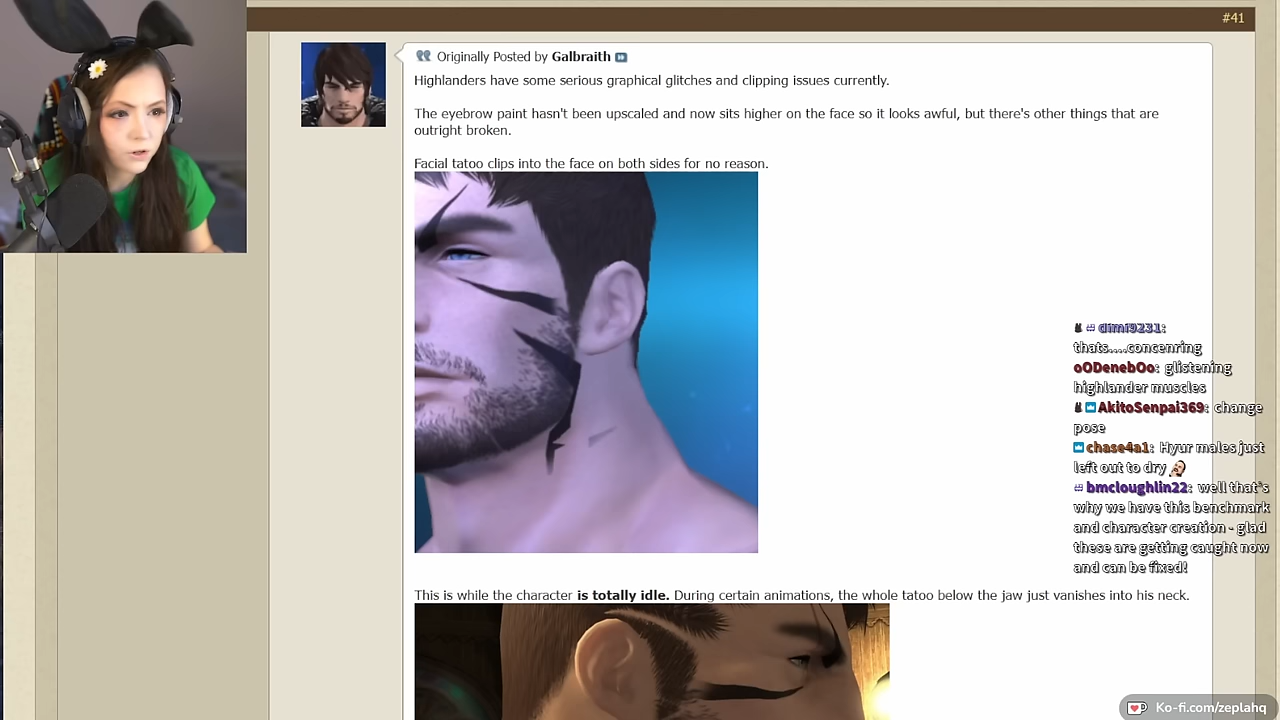 #41
Originally Posted by Galbraith
Highlanders have some serious graphical glitches and clipping issues currently.
The eyebrow paint hasn't been upscaled and now sits higher on the face so it looks awful, but there's other things that are
outright broken.
Facial tatoo clips into the face on both sides for no reason.
dimi9231:
thats....concenring
oODenebOo: glistening
highlander muscles
AkitoSenpai369: change
pose
chase4a1: Hyur males just
left out to dry
bmcloughlin22: well that's
why we have this benchmark
and character creation - glad
these are getting caught now
and can be fixed!
This is while the character is totally idle. During certain animations, the whole tatoo below the jaw just vanishes into his neck.
Ko-fi.com/zeplahq